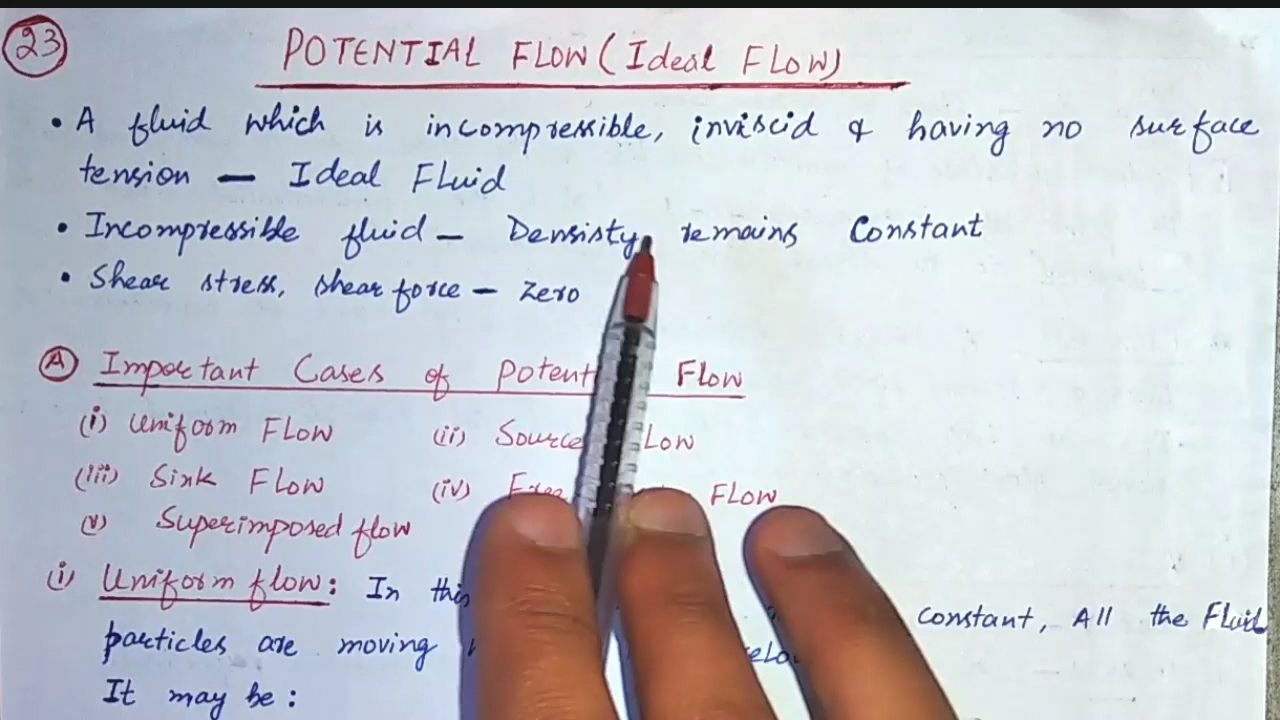 23
POTENTIAL FLOW (Ideal FLOW)
• A fluid which is incompressible, inviscid & having no surface
tension — Ideal Fluid
• Incompressible fluid — Densisty remains Constant
• Shear stress, shear force — Zero
A Important Cases of Potent Flow
(i) Uniform Flow (ii) Source Low
(iii) Sink Flow (iv) Flow
(v) Superimposed flow
(i) Uniform flow: In this constant, All the Fluid
particles are moving
It may be: